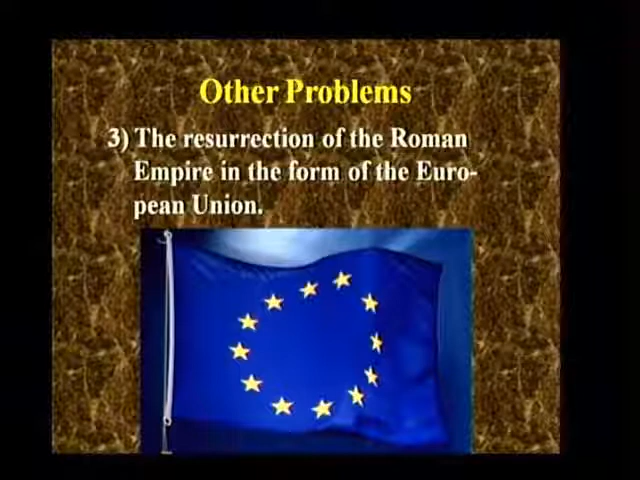 Other Problems
3) The resurrection of the Roman
Empire in the form of the Euro-
pean Union.